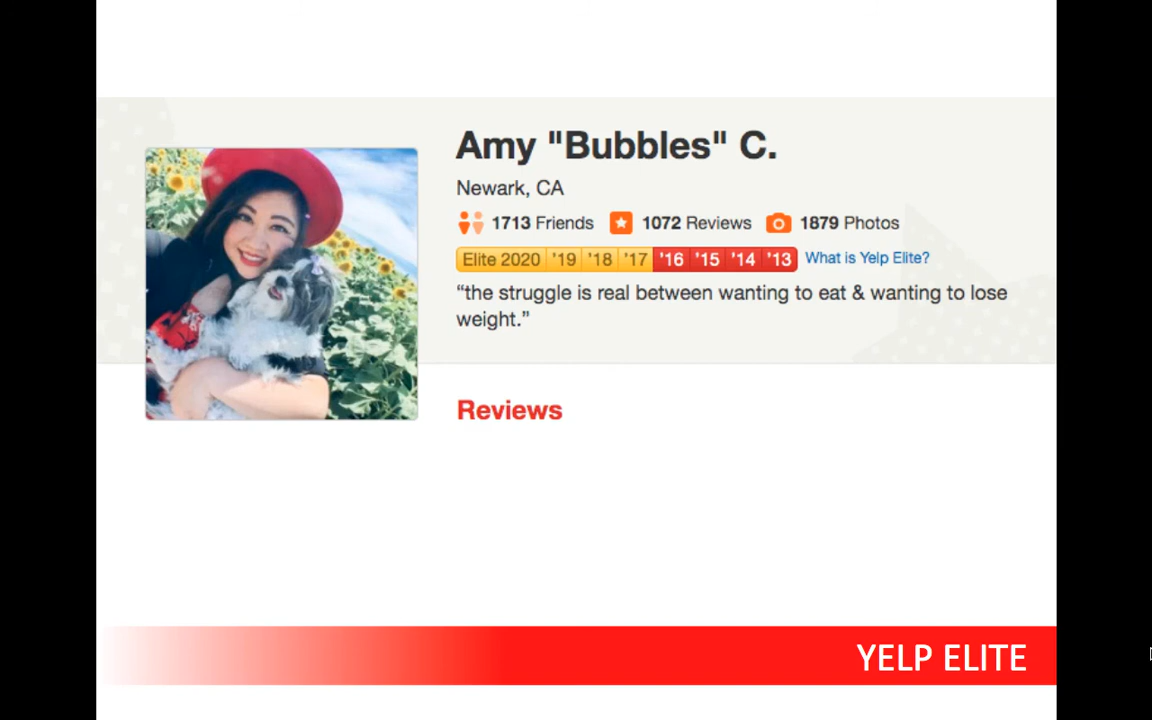 Amy "Bubbles" C.
Newark, CA
1713 Friends 1072 Reviews 1879 Photos
Elite 2020 '19 '18 '17 '16 '15 '14 '13 What is Yelp Elite?
“the struggle is real between wanting to eat & wanting to lose
weight.”
Reviews
YELP ELITE